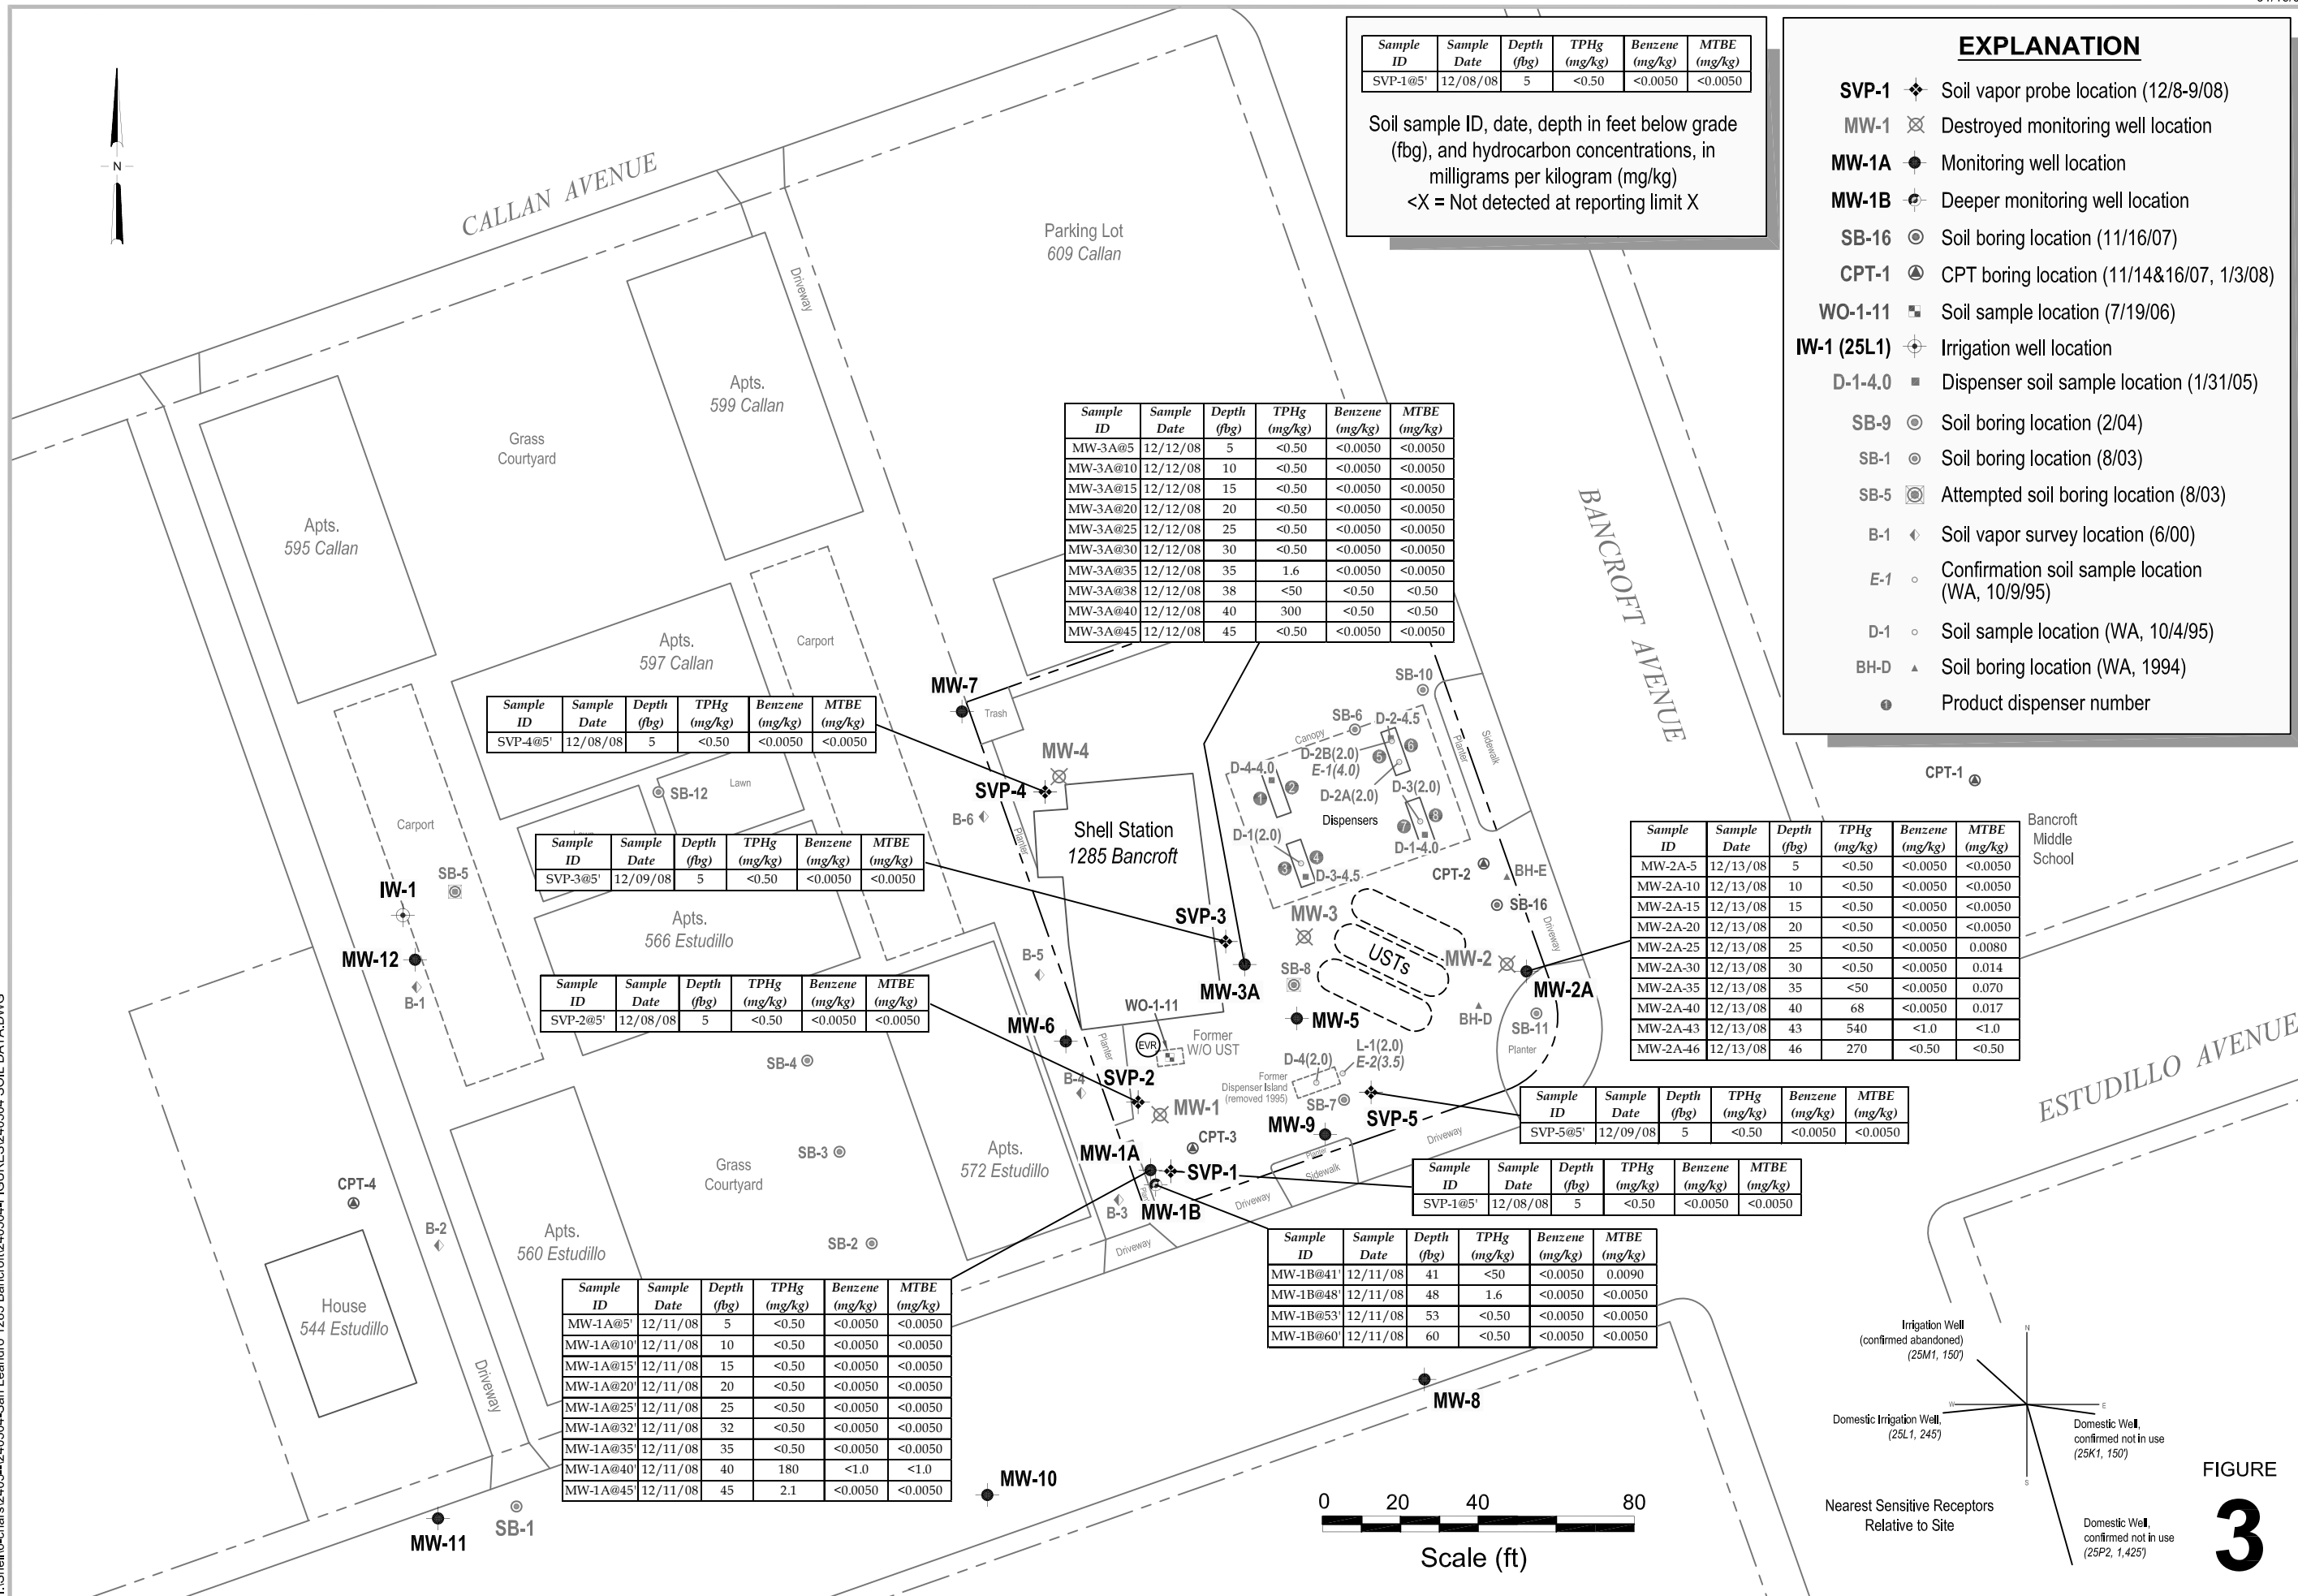 Sample ID Sample Date Depth (fbg) TPHg (mg/kg) Benzene (mg/kg) MTBE (mg/kg)
SVP-1@5' 12/08/08 5 <0.50 <0.0050 <0.0050
Soil sample ID, date, depth in feet below grade
(fbg), and hydrocarbon concentrations, in
milligrams per kilogram (mg/kg)
<X = Not detected at reporting limit X
EXPLANATION
SVP-1 Soil vapor probe location (12/8-9/08)
MW-1 Destroyed monitoring well location
MW-1A Monitoring well location
MW-1B Deeper monitoring well location
SB-16 Soil boring location (11/16/07)
CPT-1 CPT boring location (11/14&16/07, 1/3/08)
WO-1-11 Soil sample location (7/19/06)
IW-1 (25L1) Irrigation well location
D-1-4.0 Dispenser soil sample location (1/31/05)
SB-9 Soil boring location (2/04)
SB-1 Soil boring location (8/03)
SB-5 Attempted soil boring location (8/03)
B-1 Soil vapor survey location (6/00)
E-1 Confirmation soil sample location
(WA, 10/9/95)
D-1 Soil sample location (WA, 10/4/95)
BH-D Soil boring location (WA, 1994)
1 Product dispenser number
N
CALLAN AVENUE
Parking Lot
609 Callan
Driveway
Apts.
599 Callan
Grass
Courtyard
Apts.
595 Callan
BANCROFT AVENUE
Sample ID Sample Date Depth (fbg) TPHg (mg/kg) Benzene (mg/kg) MTBE (mg/kg)
MW-3A@5 12/12/08 5 <0.50 <0.0050 <0.0050
MW-3A@10 12/12/08 10 <0.50 <0.0050 <0.0050
MW-3A@15 12/12/08 15 <0.50 <0.0050 <0.0050
MW-3A@20 12/12/08 20 <0.50 <0.0050 <0.0050
MW-3A@25 12/12/08 25 <0.50 <0.0050 <0.0050
MW-3A@30 12/12/08 30 <0.50 <0.0050 <0.0050
MW-3A@35 12/12/08 35 1.6 <0.0050 <0.0050
MW-3A@38 12/12/08 38 <50 <0.50 <0.50
MW-3A@40 12/12/08 40 300 <0.50 <0.50
MW-3A@45 12/12/08 45 <0.50 <0.0050 <0.0050
Apts.
597 Callan
Carport
MW-7
Trash
Sample ID Sample Date Depth (fbg) TPHg (mg/kg) Benzene (mg/kg) MTBE (mg/kg)
SVP-4@5' 12/08/08 5 <0.50 <0.0050 <0.0050
MW-4
SVP-4
B-6
Planter
Lawn
SB-12
Carport
SB-5
IW-1
MW-12
B-1
Sample ID Sample Date Depth (fbg) TPHg (mg/kg) Benzene (mg/kg) MTBE (mg/kg)
SVP-3@5' 12/09/08 5 <0.50 <0.0050 <0.0050
Apts.
566 Estudillo
Sample ID Sample Date Depth (fbg) TPHg (mg/kg) Benzene (mg/kg) MTBE (mg/kg)
SVP-2@5' 12/08/08 5 <0.50 <0.0050 <0.0050
Shell Station
1285 Bancroft
SB-10
SB-6
D-2-4.5
Canopy
D-2B(2.0)
E-1(4.0)
D-4-4.0
D-2A(2.0)
D-3(2.0)
1
2
3
4
5
6
7
8
Dispensers
D-1(2.0)
D-1-4.0
D-3-4.5
Planter
Sidewalk
CPT-2
BH-E
SB-16
Driveway
SVP-3
MW-3
MW-3A
SB-8
USTs
MW-2
MW-2A
BH-D
SB-11
Planter
B-5
MW-6
MW-5
WO-1-11
Former
W/O UST
EVR
Planter
L-1(2.0)
E-2(3.5)
D-4(2.0)
Former
Dispenser Island
(removed 1995)
SB-7
B-4
SVP-2
MW-1
SVP-5
MW-9
CPT-3
MW-1A
SVP-1
MW-1B
B-3
Planter
Sidewalk
Driveway
Driveway
Driveway
CPT-1
Bancroft
Middle
School
Sample ID Sample Date Depth (fbg) TPHg (mg/kg) Benzene (mg/kg) MTBE (mg/kg)
MW-2A-5 12/13/08 5 <0.50 <0.0050 <0.0050
MW-2A-10 12/13/08 10 <0.50 <0.0050 <0.0050
MW-2A-15 12/13/08 15 <0.50 <0.0050 <0.0050
MW-2A-20 12/13/08 20 <0.50 <0.0050 <0.0050
MW-2A-25 12/13/08 25 <0.50 <0.0050 0.0080
MW-2A-30 12/13/08 30 <0.50 <0.0050 0.014
MW-2A-35 12/13/08 35 <50 <0.0050 0.070
MW-2A-40 12/13/08 40 68 <0.0050 0.017
MW-2A-43 12/13/08 43 540 <1.0 <1.0
MW-2A-46 12/13/08 46 270 <0.50 <0.50
ESTUDILLO AVENUE
Sample ID Sample Date Depth (fbg) TPHg (mg/kg) Benzene (mg/kg) MTBE (mg/kg)
SVP-5@5' 12/09/08 5 <0.50 <0.0050 <0.0050
Sample ID Sample Date Depth (fbg) TPHg (mg/kg) Benzene (mg/kg) MTBE (mg/kg)
SVP-1@5' 12/08/08 5 <0.50 <0.0050 <0.0050
Sample ID Sample Date Depth (fbg) TPHg (mg/kg) Benzene (mg/kg) MTBE (mg/kg)
MW-1B@41' 12/11/08 41 <50 <0.0050 0.0090
MW-1B@48' 12/11/08 48 1.6 <0.0050 <0.0050
MW-1B@53' 12/11/08 53 <0.50 <0.0050 <0.0050
MW-1B@60' 12/11/08 60 <0.50 <0.0050 <0.0050
SB-4
SB-3
Grass
Courtyard
Apts.
572 Estudillo
SB-2
Apts.
560 Estudillo
CPT-4
B-2
House
544 Estudillo
Driveway
Sample ID Sample Date Depth (fbg) TPHg (mg/kg) Benzene (mg/kg) MTBE (mg/kg)
MW-1A@5' 12/11/08 5 <0.50 <0.0050 <0.0050
MW-1A@10' 12/11/08 10 <0.50 <0.0050 <0.0050
MW-1A@15' 12/11/08 15 <0.50 <0.0050 <0.0050
MW-1A@20' 12/11/08 20 <0.50 <0.0050 <0.0050
MW-1A@25' 12/11/08 25 <0.50 <0.0050 <0.0050
MW-1A@32' 12/11/08 32 <0.50 <0.0050 <0.0050
MW-1A@35' 12/11/08 35 <0.50 <0.0050 <0.0050
MW-1A@40' 12/11/08 40 180 <1.0 <1.0
MW-1A@45' 12/11/08 45 2.1 <0.0050 <0.0050
MW-11
SB-1
MW-10
MW-8
0 20 40 80
Scale (ft)
Irrigation Well
(confirmed abandoned)
(25M1, 150')
N
W
E
S
Domestic Irrigation Well,
(25L1, 245')
Domestic Well,
confirmed not in use
(25K1, 150')
Domestic Well,
confirmed not in use
(25P2, 1,425')
Nearest Sensitive Receptors
Relative to Site
FIGURE
3